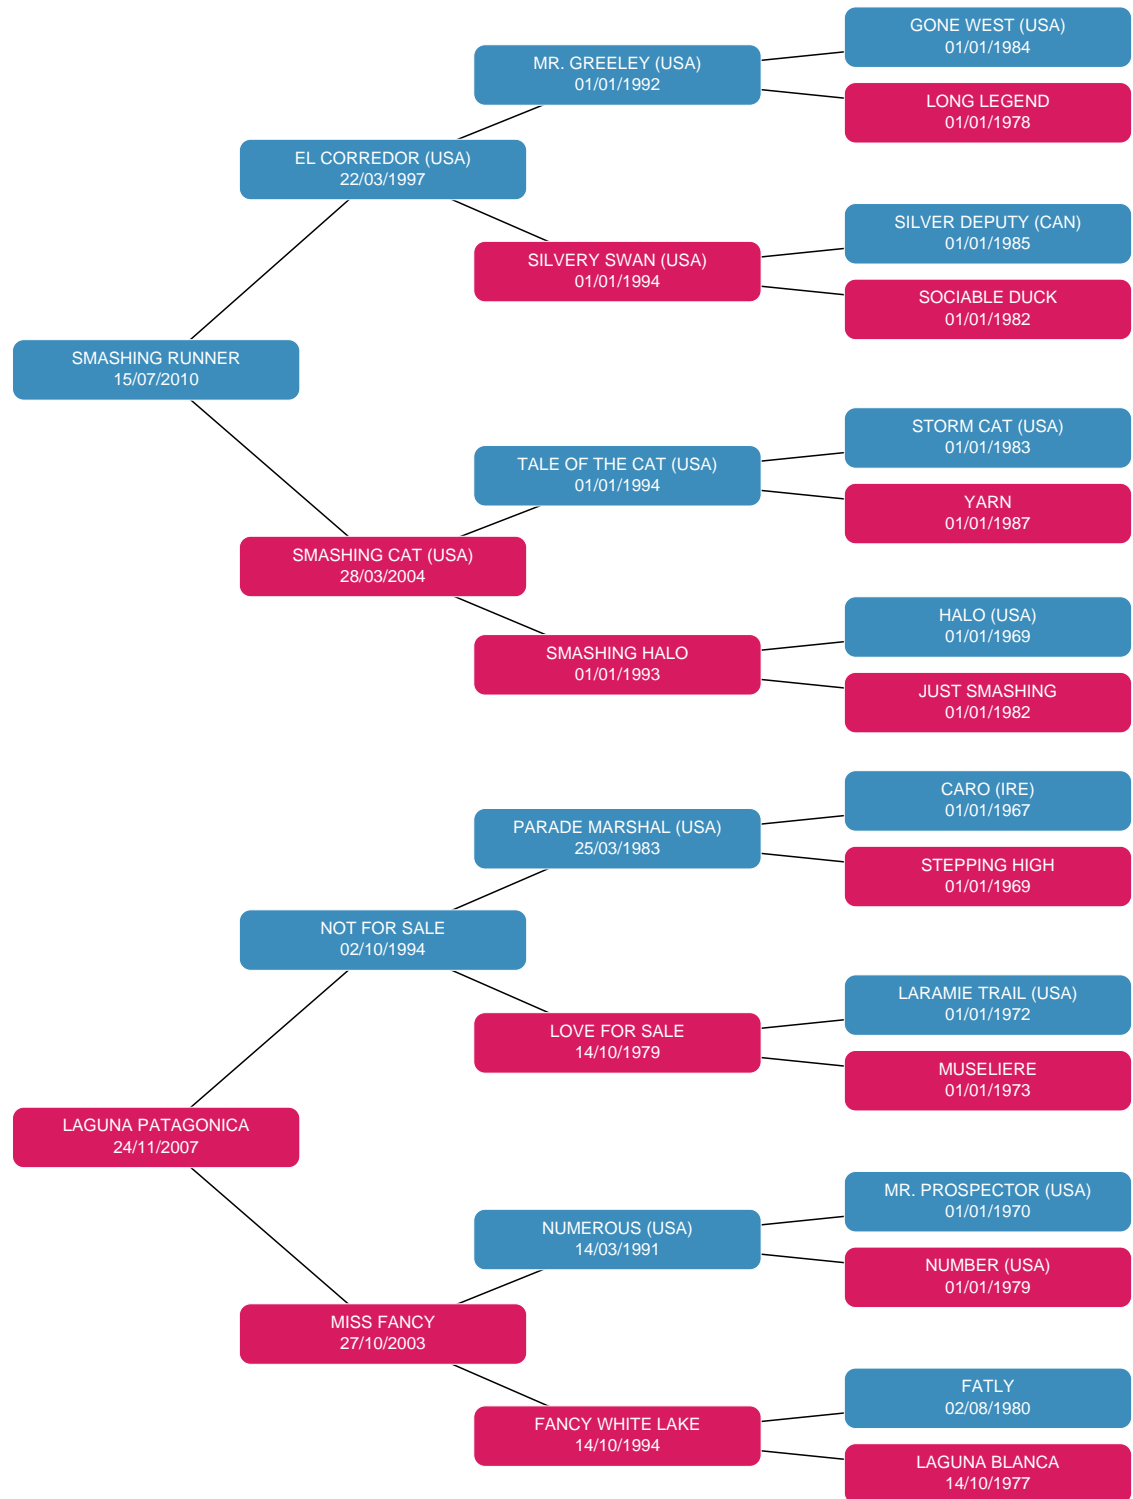 GONE WEST (USA)
01/01/1984
MR. GREELEY (USA)
01/01/1992
LONG LEGEND
01/01/1978
EL CORREDOR (USA)
22/03/1997
SILVER DEPUTY (CAN)
01/01/1985
SILVERY SWAN (USA)
01/01/1994
SOCIABLE DUCK
01/01/1982
SMASHING RUNNER
15/07/2010
STORM CAT (USA)
01/01/1983
TALE OF THE CAT (USA)
01/01/1994
YARN
01/01/1987
SMASHING CAT (USA)
28/03/2004
HALO (USA)
01/01/1969
SMASHING HALO
01/01/1993
JUST SMASHING
01/01/1982
CARO (IRE)
01/01/1967
PARADE MARSHAL (USA)
25/03/1983
STEPPING HIGH
01/01/1969
NOT FOR SALE
02/10/1994
LARAMIE TRAIL (USA)
01/01/1972
LOVE FOR SALE
14/10/1979
MUSELIERE
01/01/1973
LAGUNA PATAGONICA
24/11/2007
MR. PROSPECTOR (USA)
01/01/1970
NUMEROUS (USA)
14/03/1991
NUMBER (USA)
01/01/1979
MISS FANCY
27/10/2003
FATLY
02/08/1980
FANCY WHITE LAKE
14/10/1994
LAGUNA BLANCA
14/10/1977